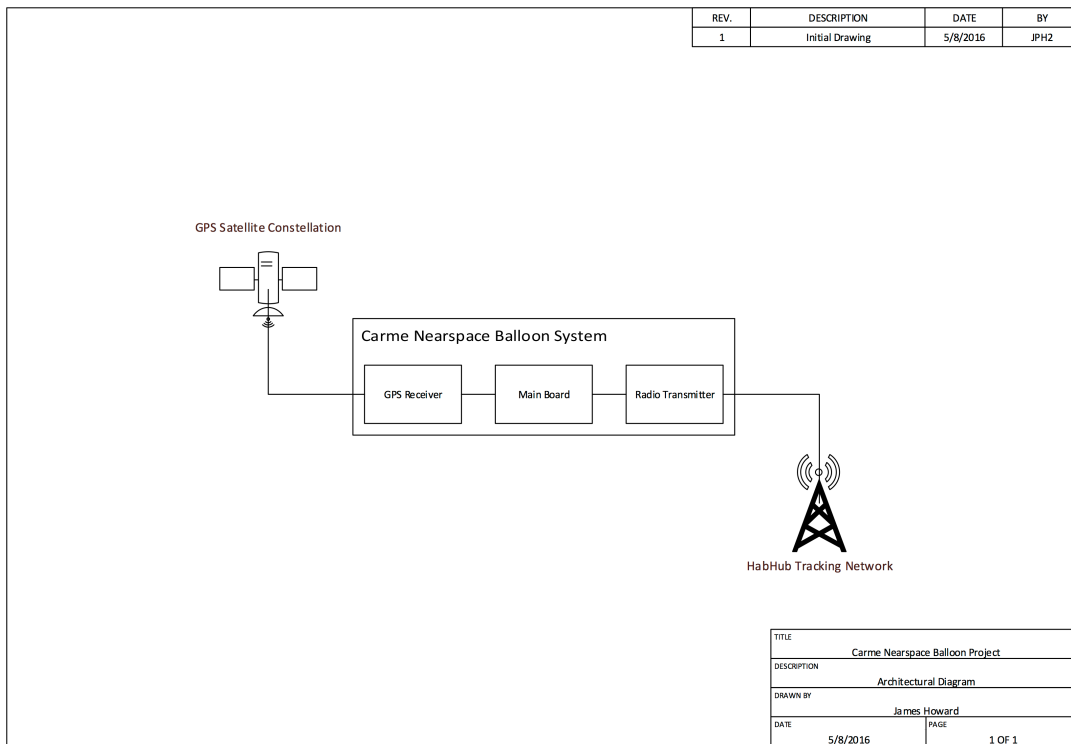 REV. DESCRIPTION DATE BY
1 Initial Drawing 5/8/2016 JPH2
GPS Satellite Constellation
Carme Nearspace Balloon System
GPS Receiver Main Board Radio Transmitter
HabHub Tracking Network
TITLE
Carme Nearspace Balloon Project
DESCRIPTION
Architectural Diagram
DRAWN BY
James Howard
DATE PAGE
5/8/2016 1 OF 1